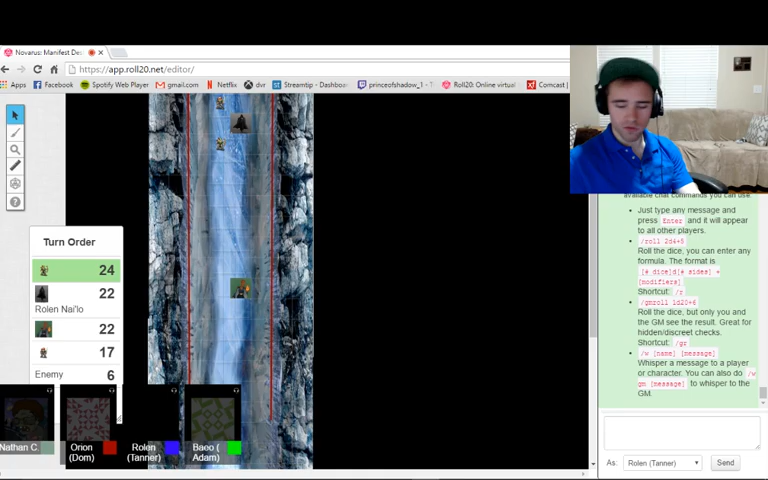 Novarus: Manifest De
https://app.roll20.net/editor/
Apps Facebook Spotify Web Player gmail.com Netflix dvr Streamtip - Dashboa princeofshadow_1 - T Roll20: Online virtual Comcast
available chat commands you can use.
Just type any message and
press Enter and it will appear
to all other players.
/roll 2d4+5
Roll the dice, you can enter any
formula. The format is
[# dice]d[# sides] +
[modifiers]
Shortcut: /r
/gmroll 1d20+6
Roll the dice, but only you and
the GM see the result. Great for
hidden/discreet checks.
Shortcut: /gr
/w [name] [message]
Whisper a message to a player
or character. You can also do /w
gm [message] to whisper to the
GM.
Turn Order
24
22
Rolen Nai'lo
22
17
Enemy 6
Nathan C
Orion
(Dom)
Rolen
(Tanner)
Baeo (
Adam)
As: Rolen (Tanner) Send